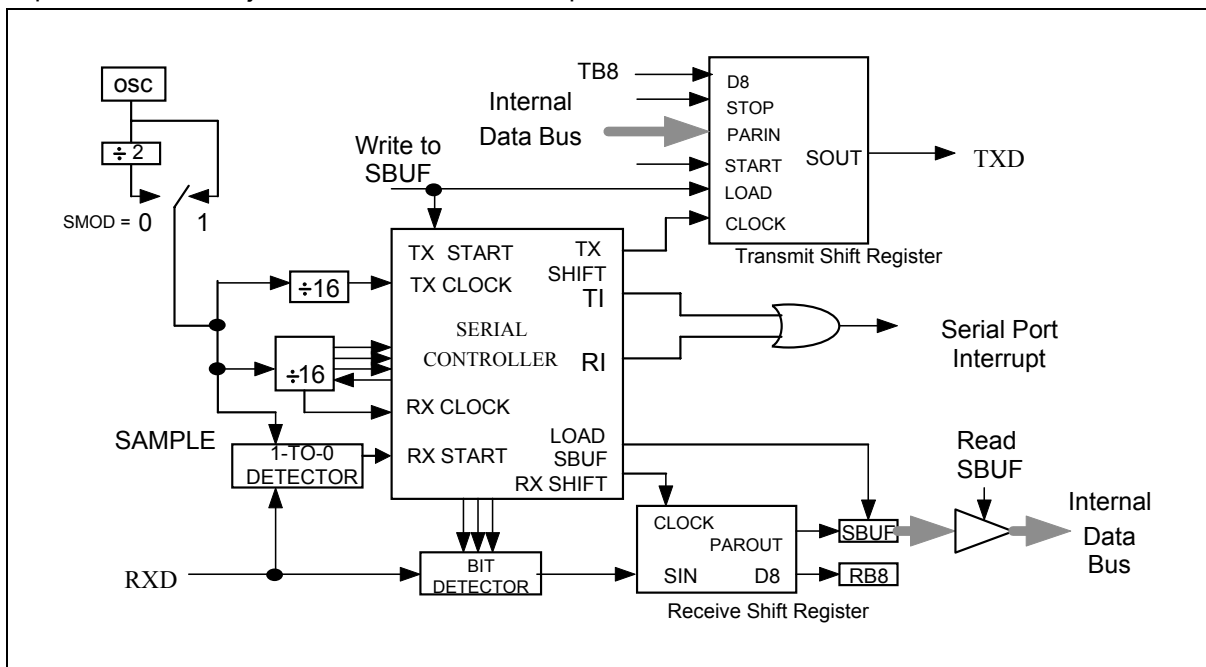 OSC
÷ 2
SMOD = 0 1
Write to
SBUF
TB8
Internal
Data Bus
D8
STOP
PARIN
START
LOAD
CLOCK
SOUT
TXD
Transmit Shift Register
÷16
÷16
SAMPLE
1-TO-0
DETECTOR
TX START
TX CLOCK
SERIAL
CONTROLLER
RX CLOCK
RX START
TX
SHIFT
TI
RI
LOAD
SBUF
RX SHIFT
Serial Port
Interrupt
RXD
BIT
DETECTOR
CLOCK
PAROUT
SIN D8
Receive Shift Register
SBUF
RB8
Read
SBUF
Internal
Data
Bus